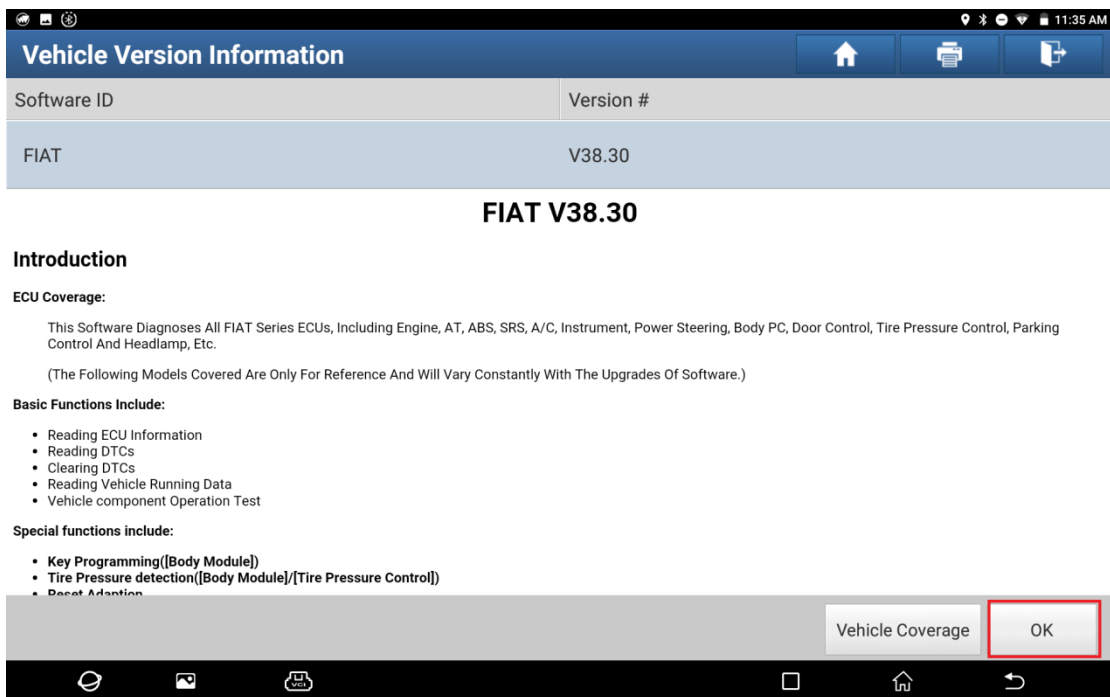 11:35 AM
Vehicle Version Information
Software ID Version #
FIAT V38.30
FIAT V38.30
Introduction
ECU Coverage:
This Software Diagnoses All FIAT Series ECUs, Including Engine, AT, ABS, SRS, A/C, Instrument, Power Steering, Body PC, Door Control, Tire Pressure Control, Parking
Control And Headlamp, Etc.
(The Following Models Covered Are Only For Reference And Will Vary Constantly With The Upgrades Of Software.)
Basic Functions Include:
• Reading ECU Information
• Reading DTCs
• Clearing DTCs
• Reading Vehicle Running Data
• Vehicle component Operation Test
Special functions include:
• Key Programming([Body Module])
• Tire Pressure detection([Body Module]/[Tire Pressure Control])
• Reset Adaption
Vehicle Coverage OK
VCI